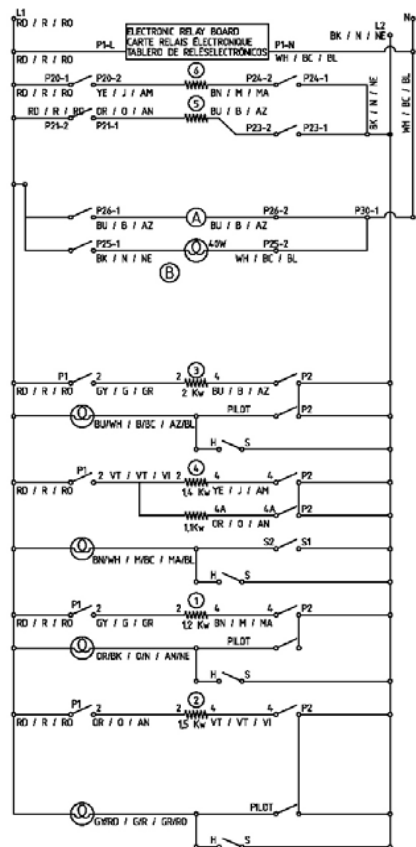 L1
RD / R / RO
ELECTRONIC RELAY BOARD
CARTE RELAIS ÉLECTRONIQUE
TABLERO DE RELÉSELECTRÓNICOS
L2
N
BK / N / NE
P1-L
P1-N
RD / R / RO
WH / BC / BL
P20-1
P20-2
6
P24-2
P24-1
RD / R / RO
YE / J / AM
BN / M / MA
RD / R / RO
OR / O / AN
5
BU / B / AZ
P21-2
P21-1
P23-2
P23-1
BK / N / NE
WH / BC / BL
P26-1
A
P26-2
P30-1
BU / B / AZ
BU / B / AZ
P25-1
40W
P25-2
BK / N / NE
B
WH / BC / BL
P1
2
3
2
4
P2
RD / R / RO
GY / G / GR
2 Kw
BU / B / AZ
PILOT
P2
BU/WH / B/BC / AZ/BL
H
S
P1
2
VT / VT / VI
2
4
4
4
P2
RD / R / RO
1,4 Kw
YE / J / AM
4A
4A
P2
1,1Kw
OR / O / AN
S2
S1
BN/WH / M/BC / MA/BL
H
S
P1
2
1
2
4
4
P2
RD / R / RO
GY / G / GR
1,2 Kw
BN / M / MA
PILOT
OR/BK / O/N / AN/NE
H
S
P1
2
2
2
4
4
P2
RD / R / RO
OR / O / AN
1,5 Kw
VT / VT / VI
PILOT
GY/RD / G/R / GR/RO
H
S